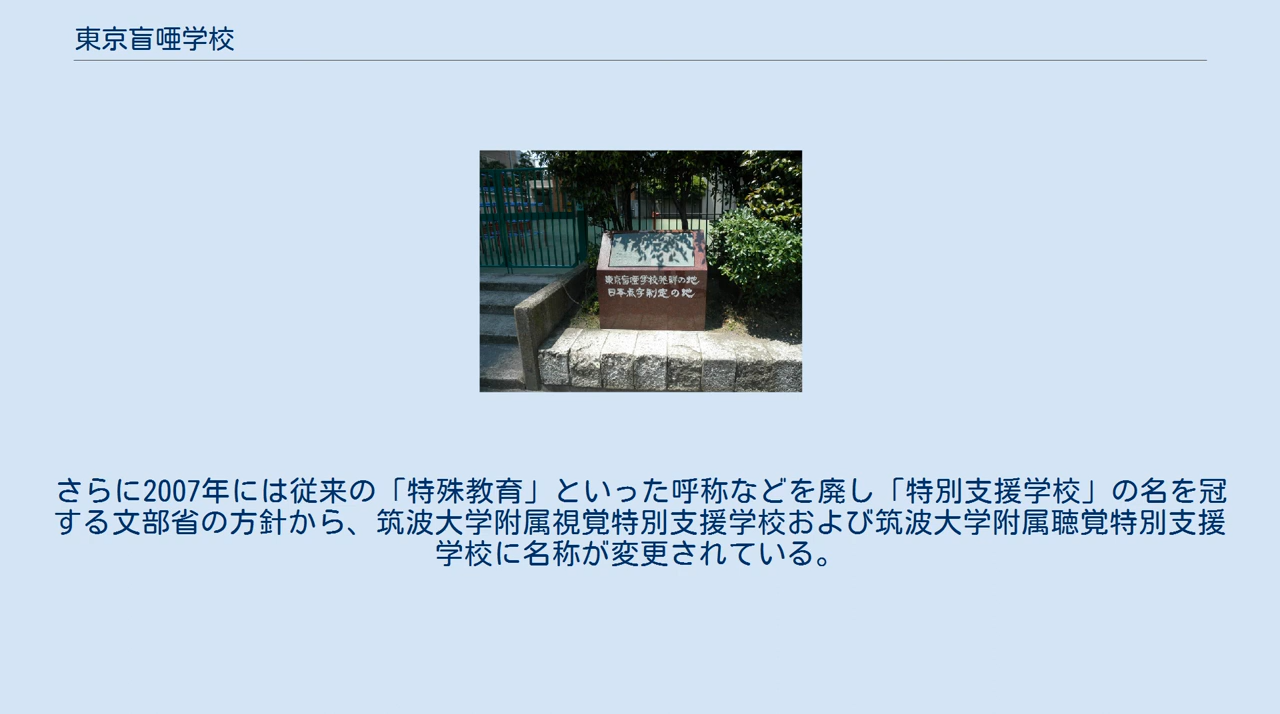 東京盲唖学校
東京盲唖学校発祥の地
日本点字制定の地
さらに2007年には従来の「特殊教育」といった呼称などを廃し「特別支援学校」の名を冠
する文部省の方針から、筑波大学附属視覚特別支援学校および筑波大学附属聴覚特別支援
学校に名称が変更されている。